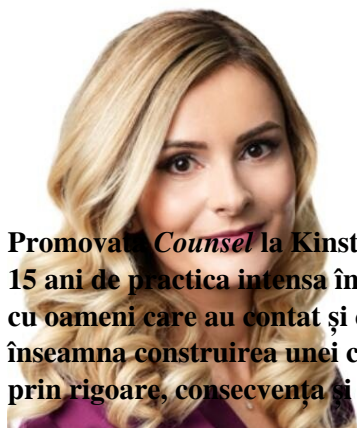 Promovată Counsel la Kinst
15 ani de practica intensa în
cu oameni care au contat și
înseamna construirea unei c
prin rigoare, consecvența și